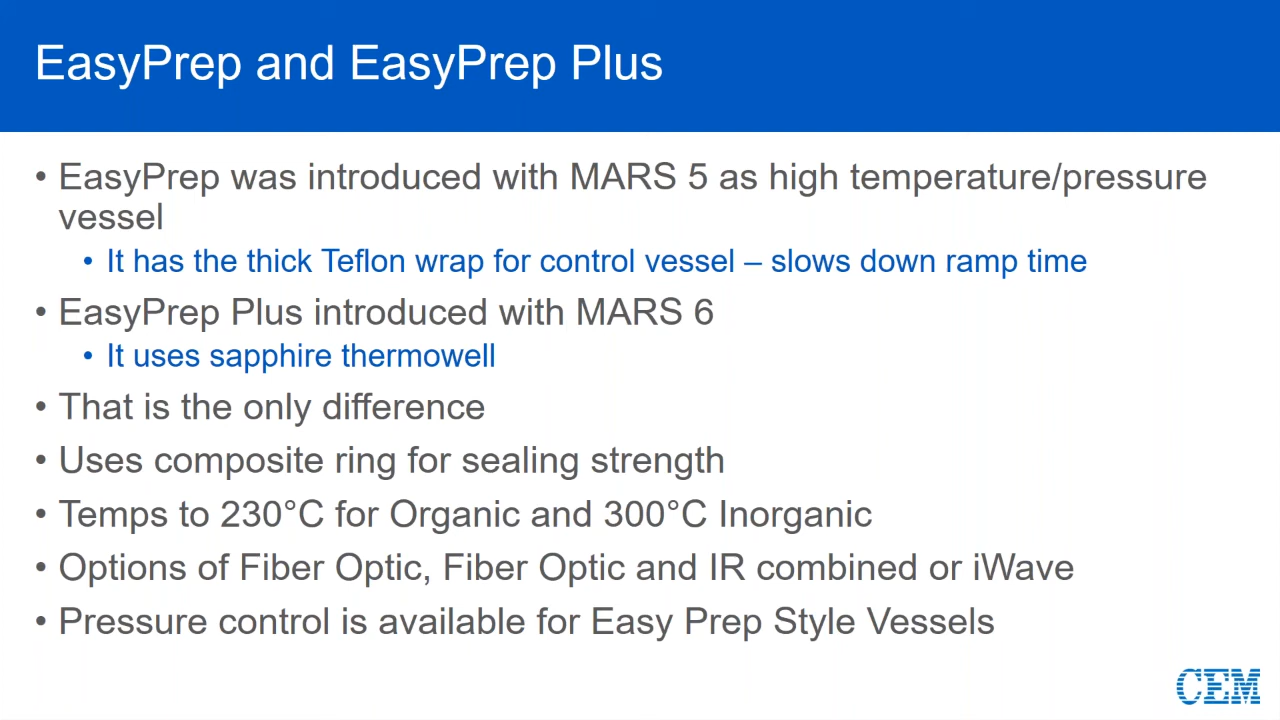 EasyPrep and EasyPrep Plus
• EasyPrep was introduced with MARS 5 as high temperature/pressure
vessel
• It has the thick Teflon wrap for control vessel – slows down ramp time
• EasyPrep Plus introduced with MARS 6
• It uses sapphire thermowell
• That is the only difference
• Uses composite ring for sealing strength
• Temps to 230°C for Organic and 300°C Inorganic
• Options of Fiber Optic, Fiber Optic and IR combined or iWave
• Pressure control is available for Easy Prep Style Vessels
CEM